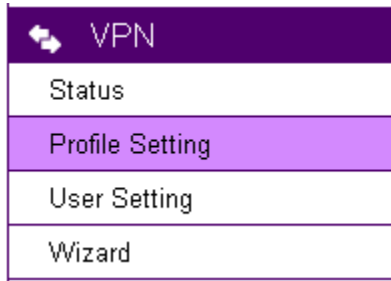 VPN
Status
Profile Setting
User Setting
Wizard